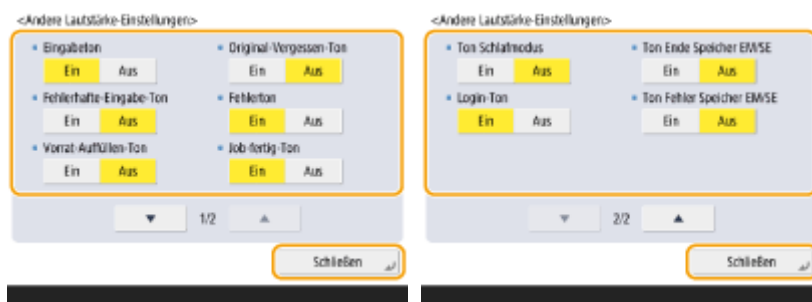 <Andere Lautstärke-Einstellungen>
Eingabeton
Ein Aus
Original-Vergessen-Ton
Ein Aus
Fehlerhafte-Eingabe-Ton
Ein Aus
Fehlerton
Ein Aus
Vorrat-Auffüllen-Ton
Ein Aus
Job-fertig-Ton
Ein Aus
1/2
Schließen
<Andere Lautstärke-Einstellungen>
Ton Schlafmodus
Ein Aus
Ton Ende Speicher EM/SE
Ein Aus
Login-Ton
Ein Aus
Ton Fehler Speicher EM/SE
Ein Aus
2/2
Schließen